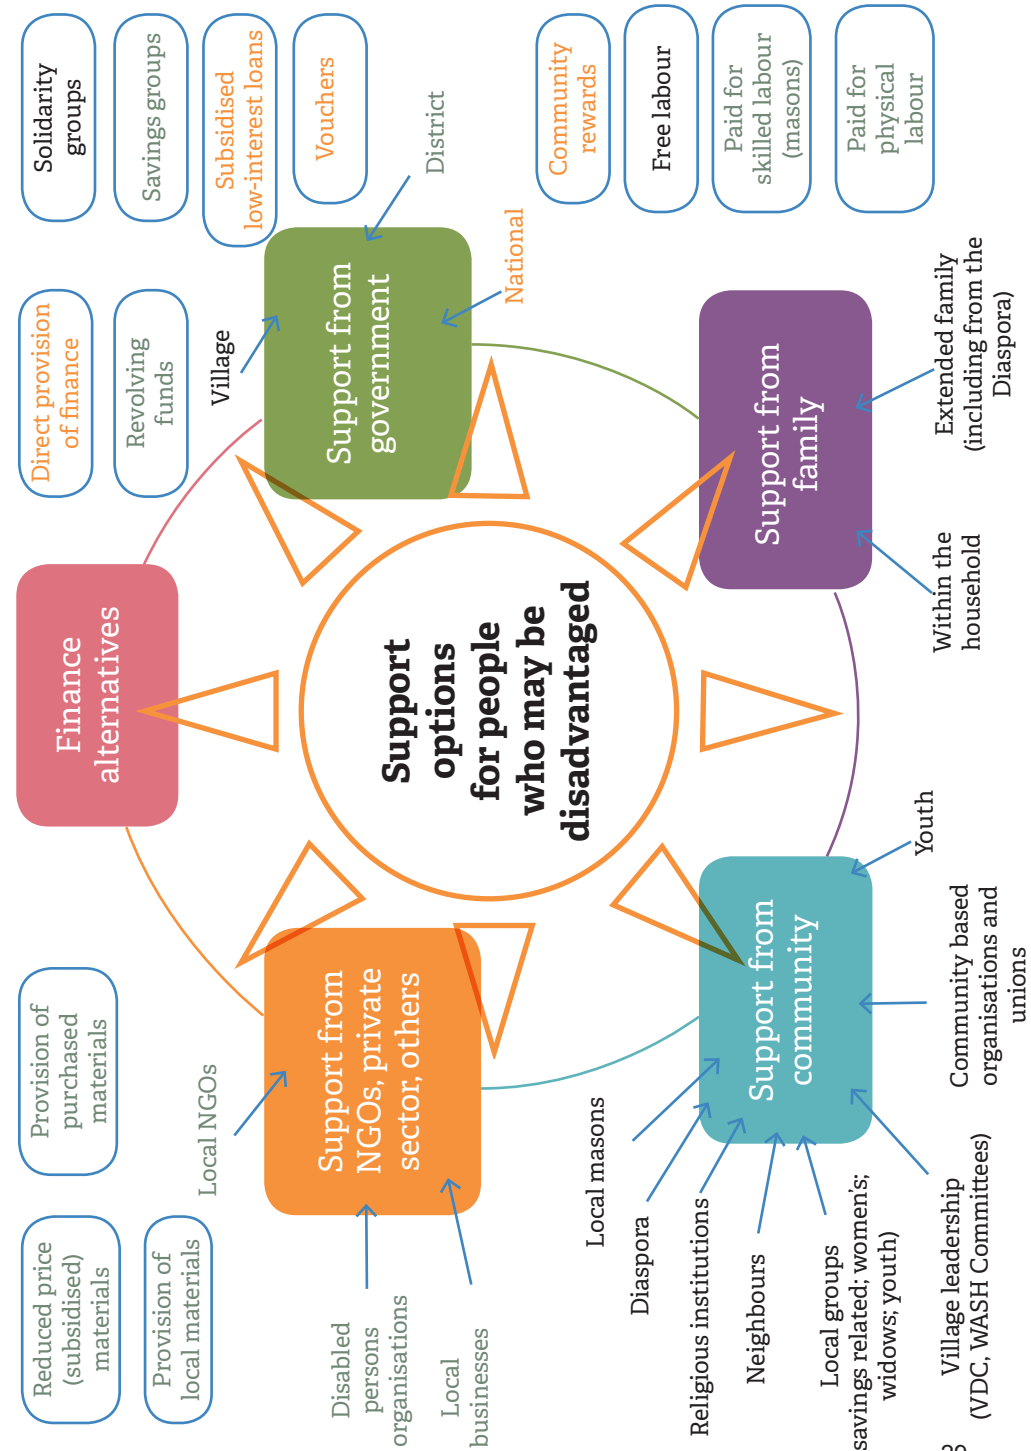 Reduced price
(subsidised)
materials
Provision of
local materials
Provision of
purchased
materials
Finance
alternatives
Direct provision
of finance
Revolving
funds
Solidarity
groups
Savings groups
Subsidised
low-interest loans
Vouchers
Local NGOs
Support from
NGOs, private
sector, others
Disabled
persons
organisations
Local
businesses
Village
District
National
Support from
government
Support
options
for people
who may be
disadvantaged
Community
rewards
Free labour
Paid for
skilled labour
(masons)
Paid for
physical
labour
Support from
family
Within the
household
Extended family
(including from the
Diaspora)
Support from
community
Local masons
Diaspora
Religious institutions
Neighbours
Local groups
savings related; women's;
widows; youth)
Village leadership
(VDC, WASH Committees)
Community based
organisations and
unions
Youth